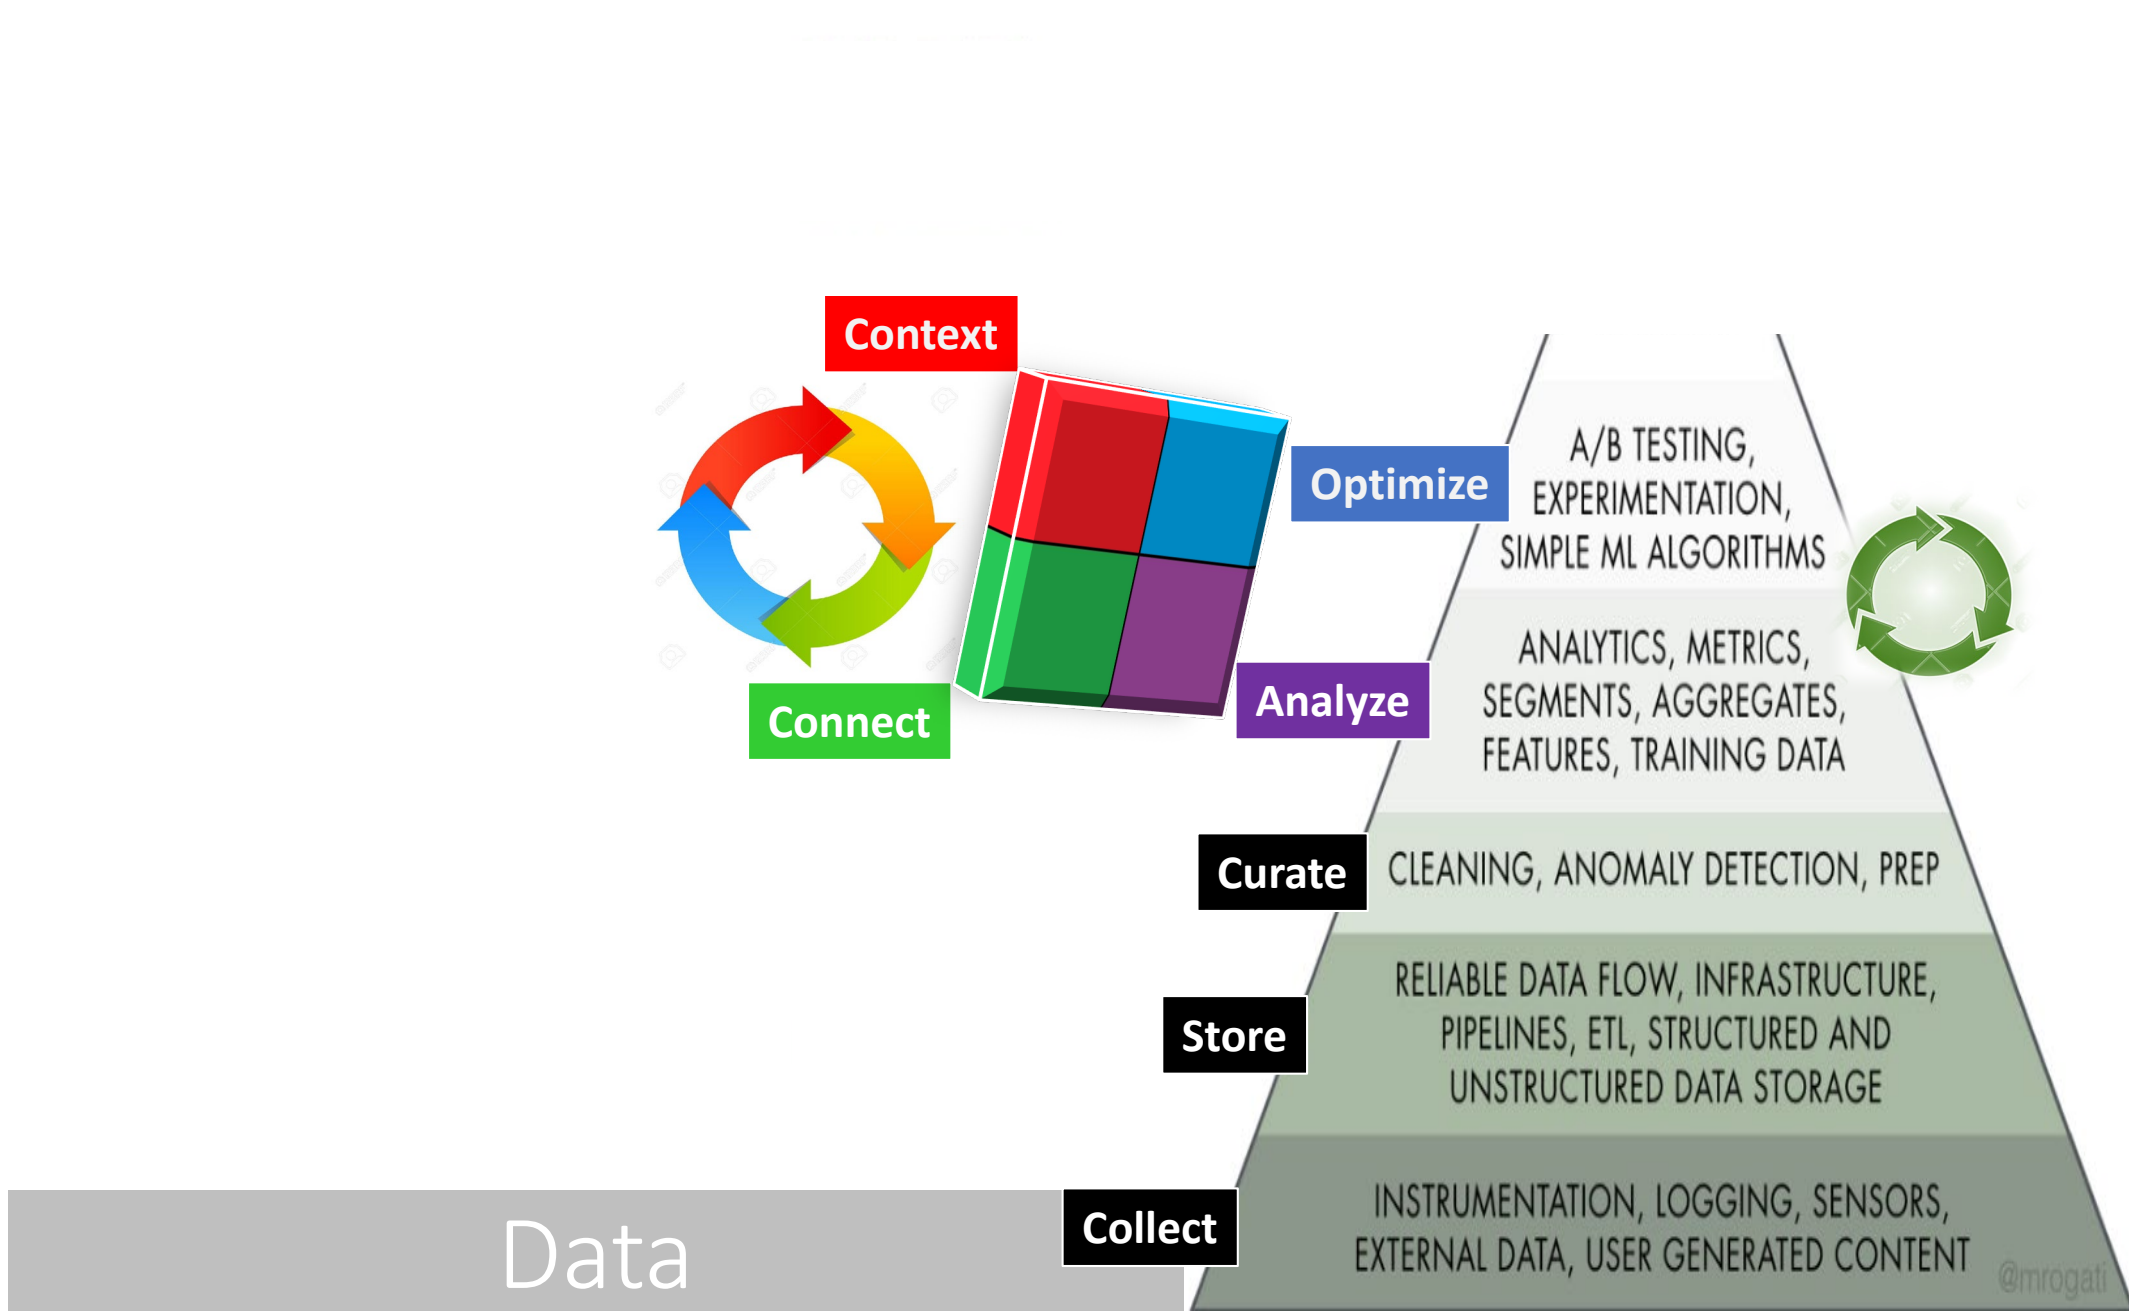 Context
Optimize
A/B TESTING,
EXPERIMENTATION,
SIMPLE ML ALGORITHMS
Connect
Analyze
ANALYTICS, METRICS,
SEGMENTS, AGGREGATES,
FEATURES, TRAINING DATA
Curate
CLEANING, ANOMALY DETECTION, PREP
Store
RELIABLE DATA FLOW, INFRASTRUCTURE,
PIPELINES, ETL, STRUCTURED AND
UNSTRUCTURED DATA STORAGE
Data
Collect
INSTRUMENTATION, LOGGING, SENSORS,
EXTERNAL DATA, USER GENERATED CONTENT
@mrogati